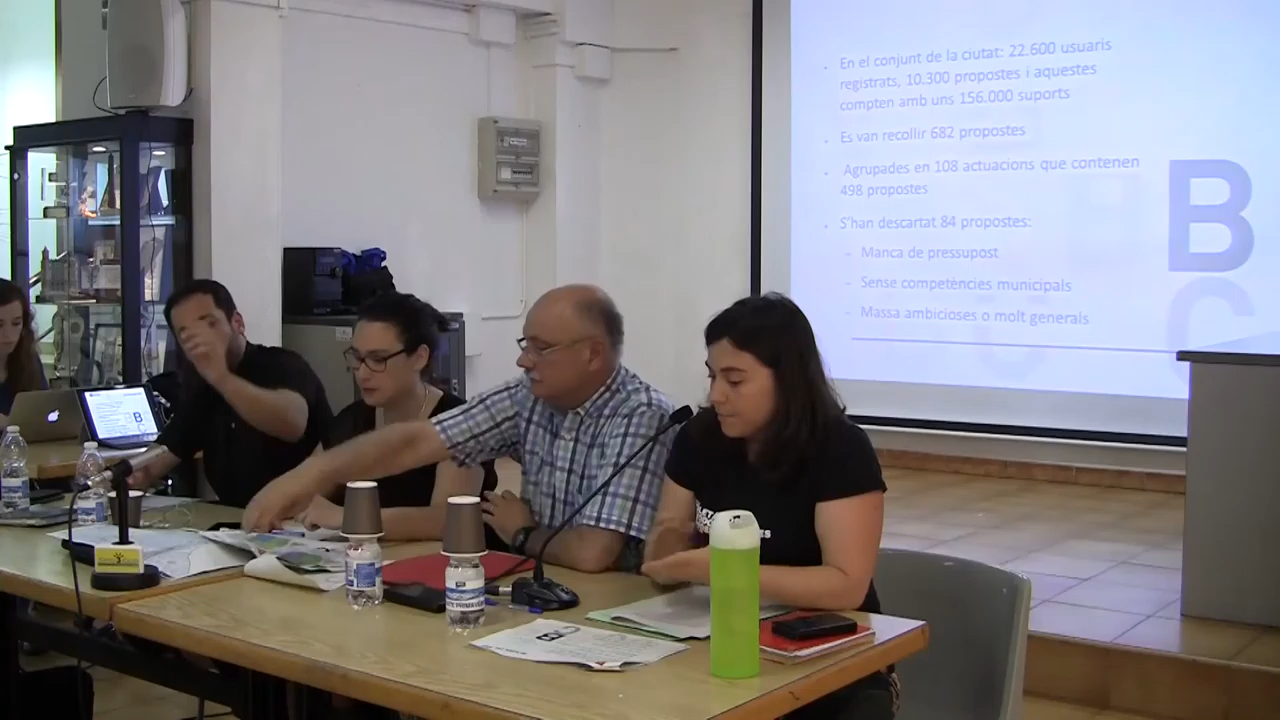 . En el conjunt de la ciutat: 22.600 usuaris
registrats, 10.300 propostes i aquestes
compten amb uns 156.000 suports
. Es van recollir 682 propostes
. Agrupades en 108 actuacions que contenen
498 propostes
. S'han descartat 84 propostes:
– Manca de pressupost
– Sense competències municipals
– Massa ambicioses o molt generals
B
C
B